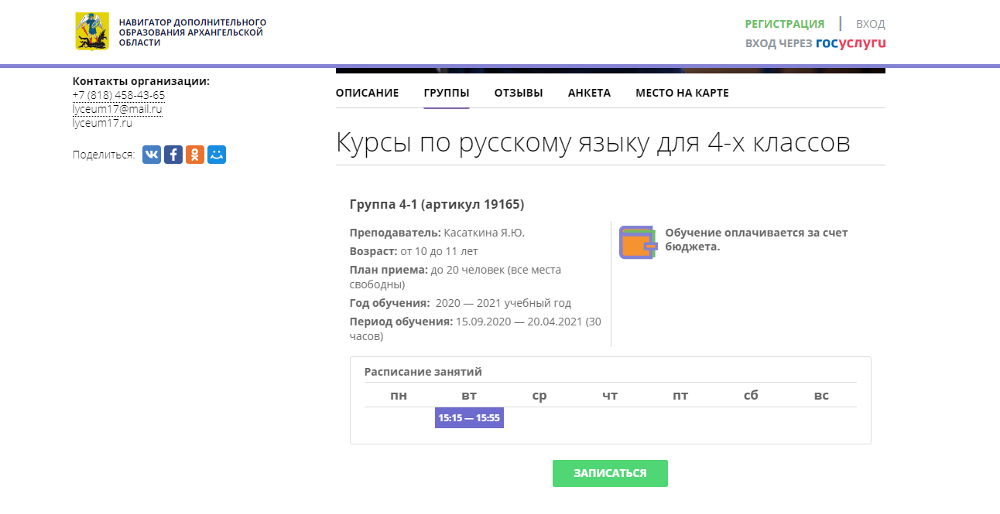 НАВИГАТОР ДОПОЛНИТЕЛЬНОГО
ОБРАЗОВАНИЯ АРХАНГЕЛЬСКОЙ
ОБЛАСТИ
РЕГИСТРАЦИЯ | ВХОД
ВХОД ЧЕРЕЗ госуслуги
Контакты организации:
+7 (818) 458-43-65
lyceum17@mail.ru
lyceum17.ru
Поделиться:
ОПИСАНИЕ ГРУППЫ ОТЗЫВЫ АНКЕТА МЕСТО НА КАРТЕ
Курсы по русскому языку для 4-х классов
Группа 4-1 (артикул 19165)
Преподаватель: Касаткина Я.Ю.
Возраст: от 10 до 11 лет
План приема: до 20 человек (все места
свободны)
Год обучения: 2020 — 2021 учебный год
Период обучения: 15.09.2020 — 20.04.2021 (30
часов)
Обучение оплачивается за счет
бюджета.
Расписание занятий
пн вт ср чт пт сб вс
15:15 — 15:55
ЗАПИСАТЬСЯ